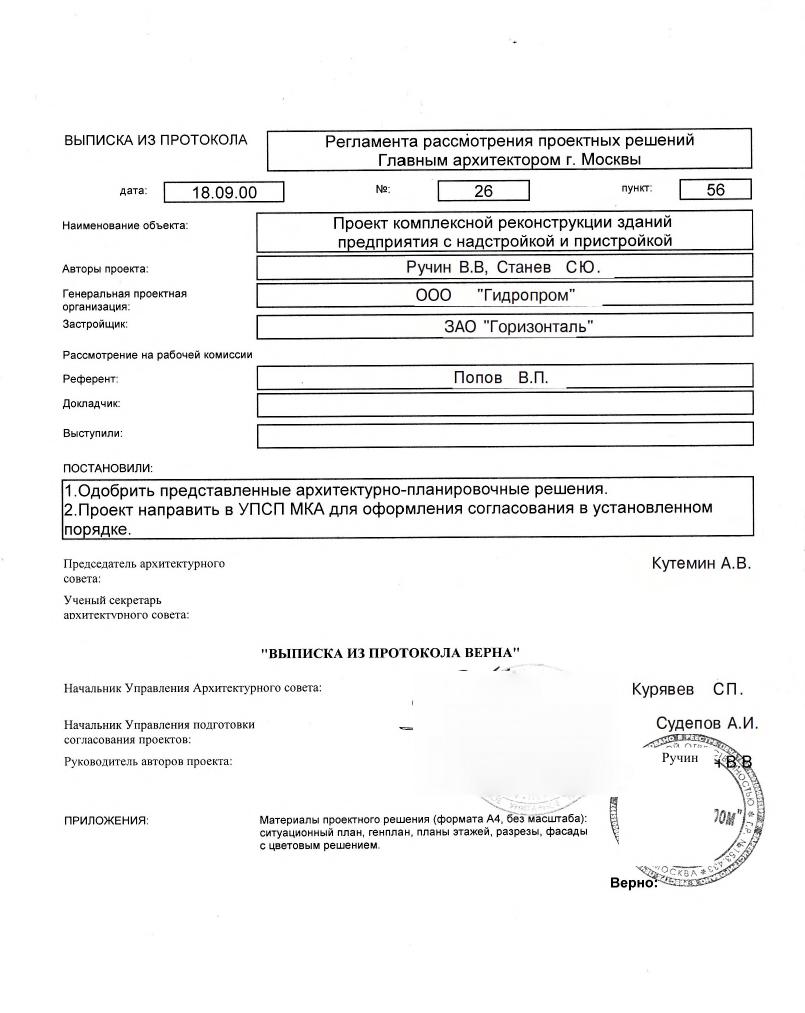 ВЫПИСКА ИЗ ПРОТОКОЛА
Регламента рассмотрения проектных решений
Главным архитектором г. Москвы
дата: 18.09.00 №: 26 пункт: 56
Наименование объекта:
Проект комплексной реконструкции зданий
предприятия с надстройкой и пристройкой
Авторы проекта: Ручин В.В, Станев СЮ.
Генеральная проектная
организация:
ООО "Гидропром"
Застройщик: ЗАО "Горизонталь"
Рассмотрение на рабочей комиссии
Референт: Попов В.П.
Докладчик:
Выступили:
ПОСТАНОВИЛИ:
1.Одобрить представленные архитектурно-планировочные решения.
2.Проект направить в УПСП МКА для оформления согласования в установленном
порядке.
Председатель архитектурного
совета:
Кутемин А.В.
Ученый секретарь
архитектурного совета:
"ВЫПИСКА ИЗ ПРОТОКОЛА ВЕРНА"
Начальник Управления Архитектурного совета: Курявев СП.
Начальник Управления подготовки
согласования проектов:
Судепов А.И.
Руководитель авторов проекта: Ручин В.В
ПРИЛОЖЕНИЯ:
Материалы проектного решения (формата А4, без масштаба):
ситуационный план, генплан, планы этажей, разрезы, фасады
с цветовым решением.
ОМ"
МОСКВА
Верно: